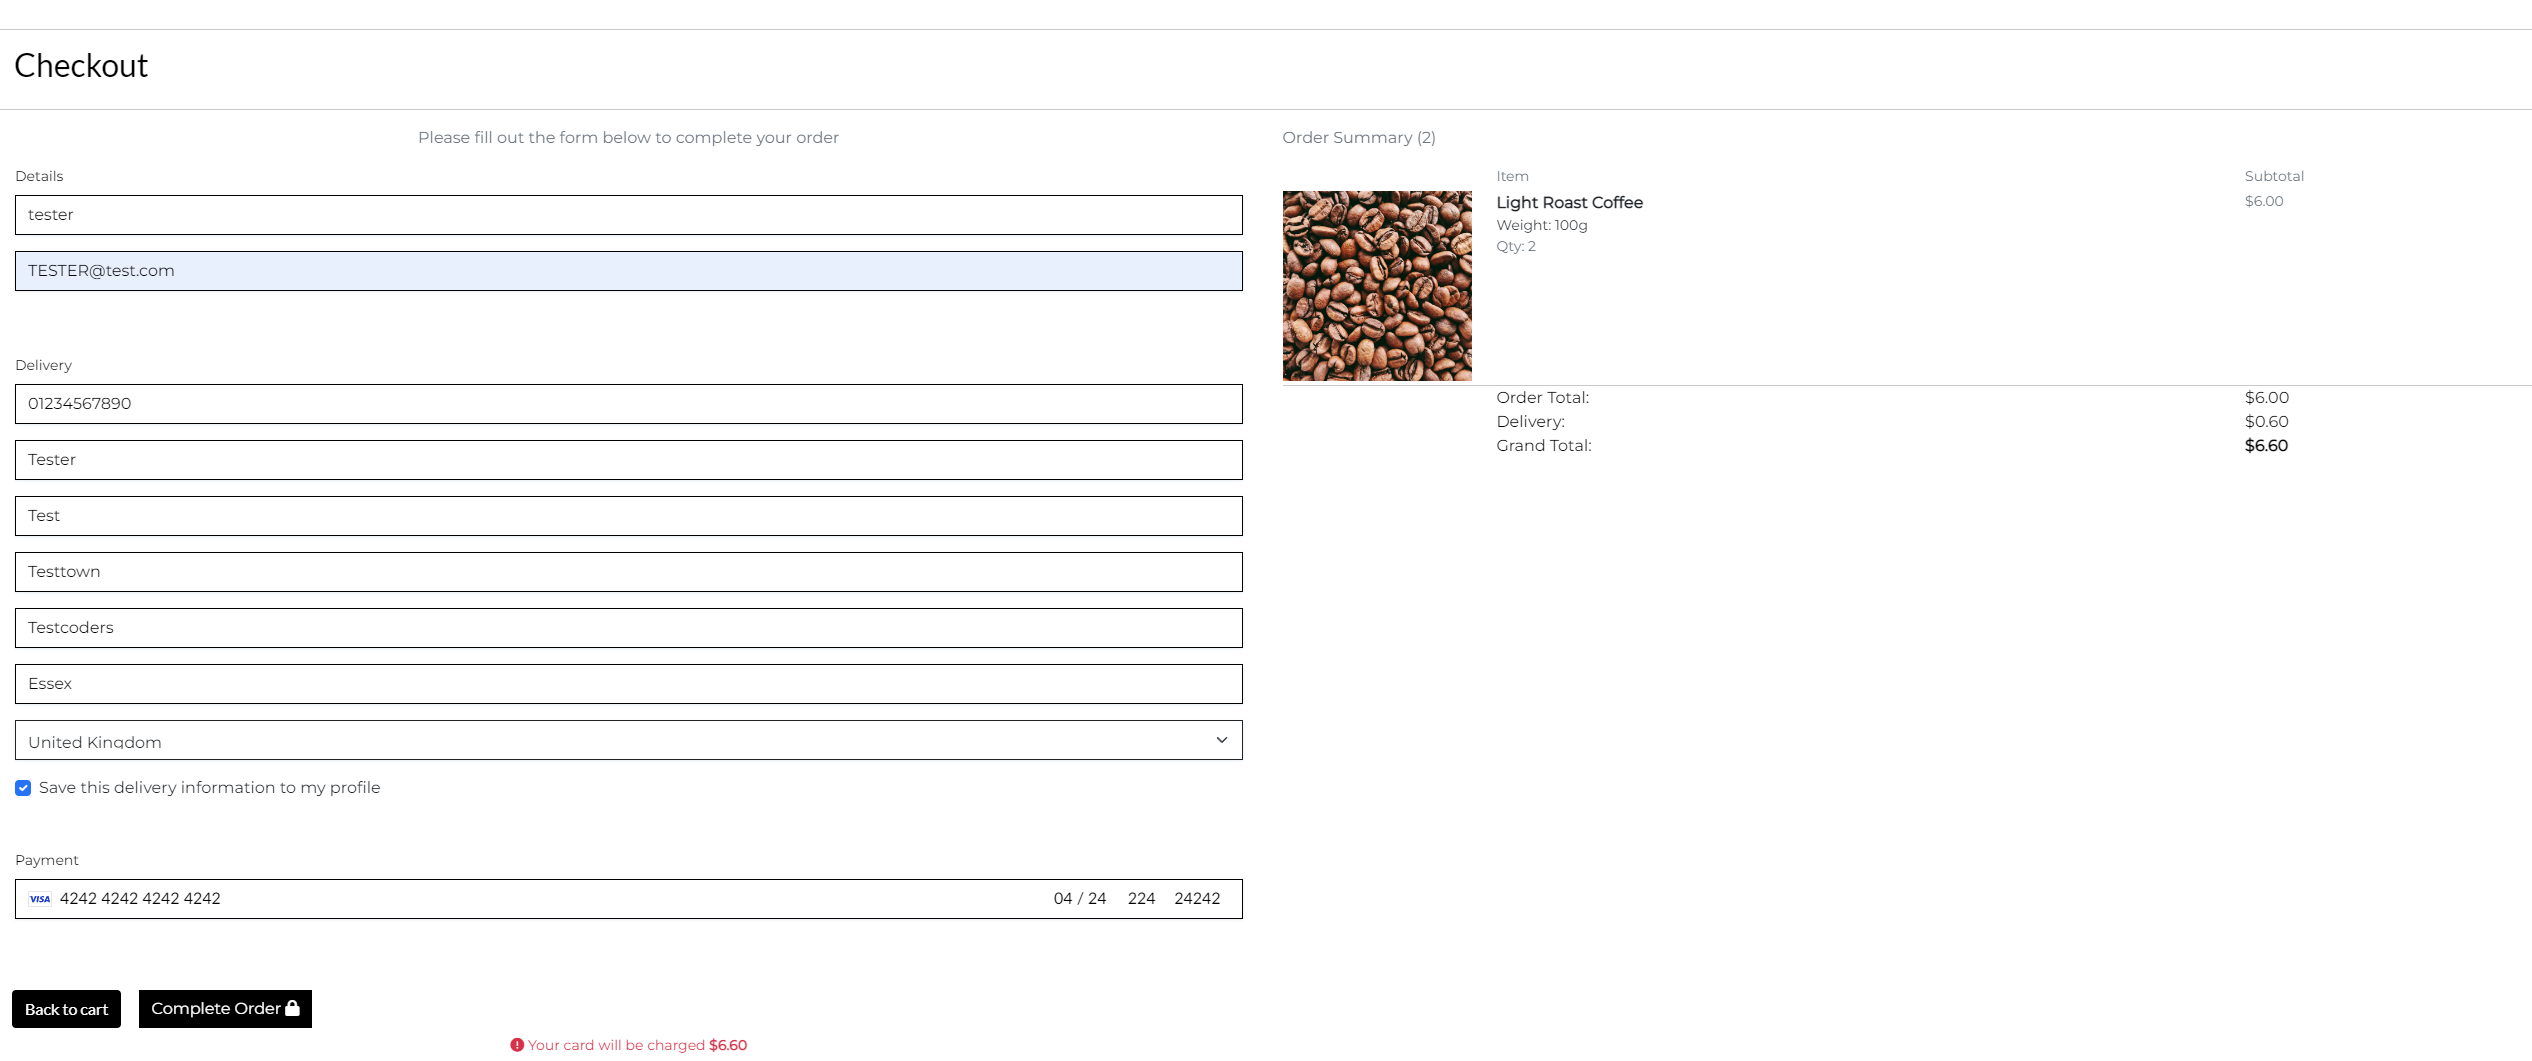 Checkout
Please fill out the form below to complete your order
Details
tester
TESTER@test.com
Delivery
01234567890
Tester
Test
Testtown
Testcoders
Essex
United Kingdom
Save this delivery information to my profile
Payment
VISA 4242 4242 4242 4242 04 / 24 224 24242
Back to cart Complete Order
Your card will be charged $6.60
Order Summary (2)
Item Subtotal
Light Roast Coffee $6.00
Weight: 100g
Qty: 2
Order Total: $6.00
Delivery: $0.60
Grand Total: $6.60